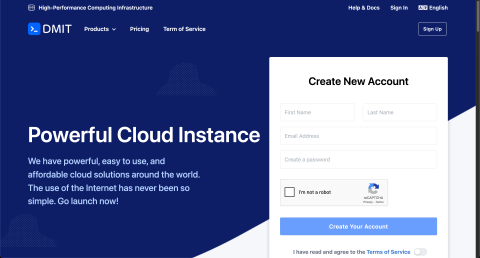 High-Performance Computing Infrastructure
Help & Docs Sign In English
DMIT Products Pricing Term of Service Sign Up
Create New Account
First Name Last Name
Email Address
Create a password
I'm not a robot
reCAPTCHA
Privacy - Terms
Create Your Account
I have read and agree to the Terms of Service
Powerful Cloud Instance
We have powerful, easy to use, and
affordable cloud solutions around the world.
The use of the Internet has never been so
simple. Go launch now!